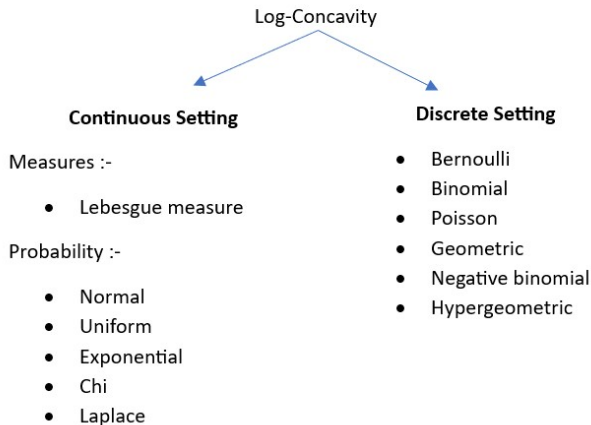 Log-Concavity
Continuous Setting
Measures :-
• Lebesgue measure
Probability :-
• Normal
• Uniform
• Exponential
• Chi
• Laplace
Discrete Setting
• Bernoulli
• Binomial
• Poisson
• Geometric
• Negative binomial
• Hypergeometric